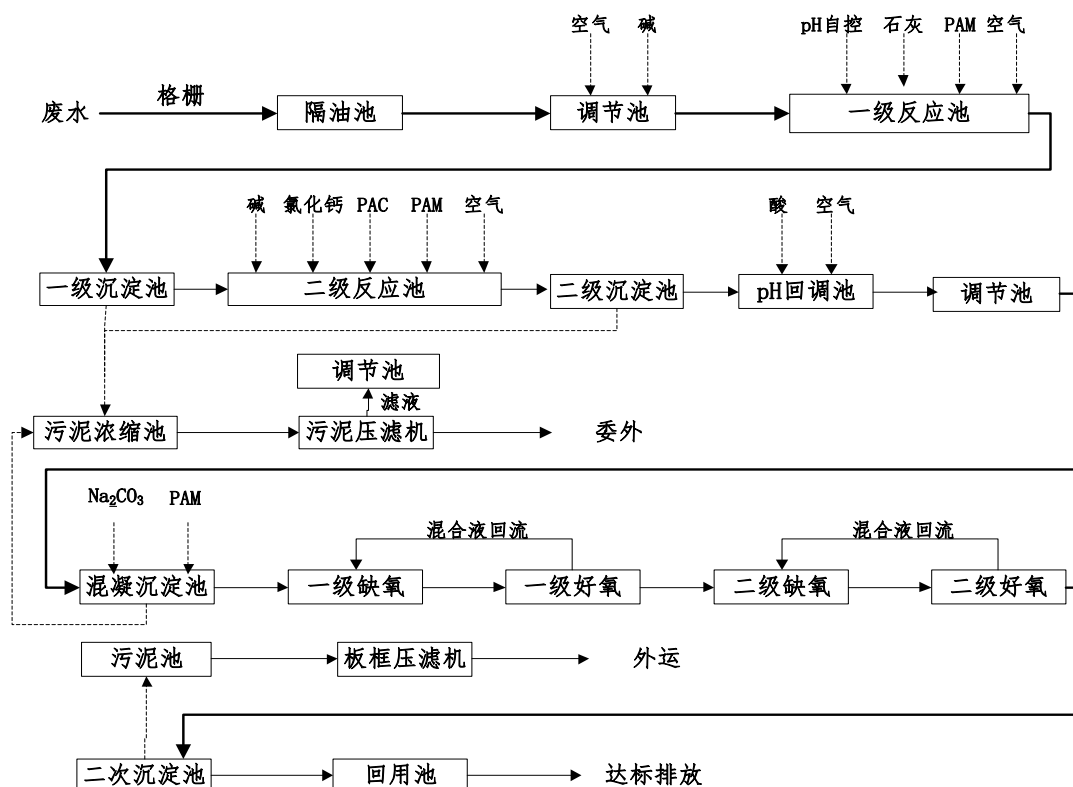 空气 碱 pH自控 石灰 PAM 空气
格栅
废水 隔油池 调节池 一级反应池
碱 氯化钙 PAC PAM 空气 酸 空气
一级沉淀池 二级反应池 二级沉淀池 pH回调池 调节池
调节池
滤液
污泥浓缩池 污泥压滤机 委外
Na2CO3 PAM
混合液回流 混合液回流
混凝沉淀池 一级缺氧 一级好氧 二级缺氧 二级好氧
污泥池 板框压滤机 外运
二次沉淀池 回用池 达标排放